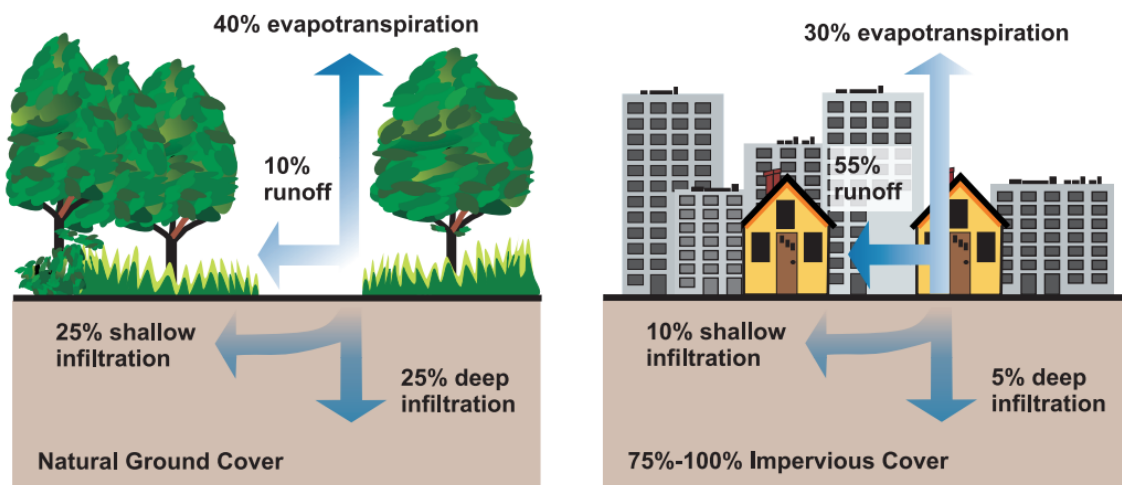 40% evapotranspiration
10%
runoff
25% shallow
infiltration
25% deep
infiltration
Natural Ground Cover
30% evapotranspiration
55%
runoff
10% shallow
infiltration
5% deep
infiltration
75%-100% Impervious Cover